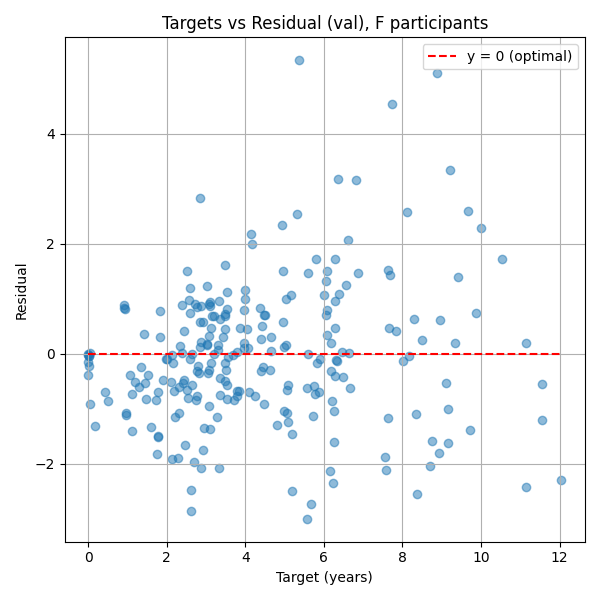 Targets vs Residual (val), F participants
y = 0 (optimal)
Residual
4
2
0
−2
0 2 4 6 8 10 12
Target (years)